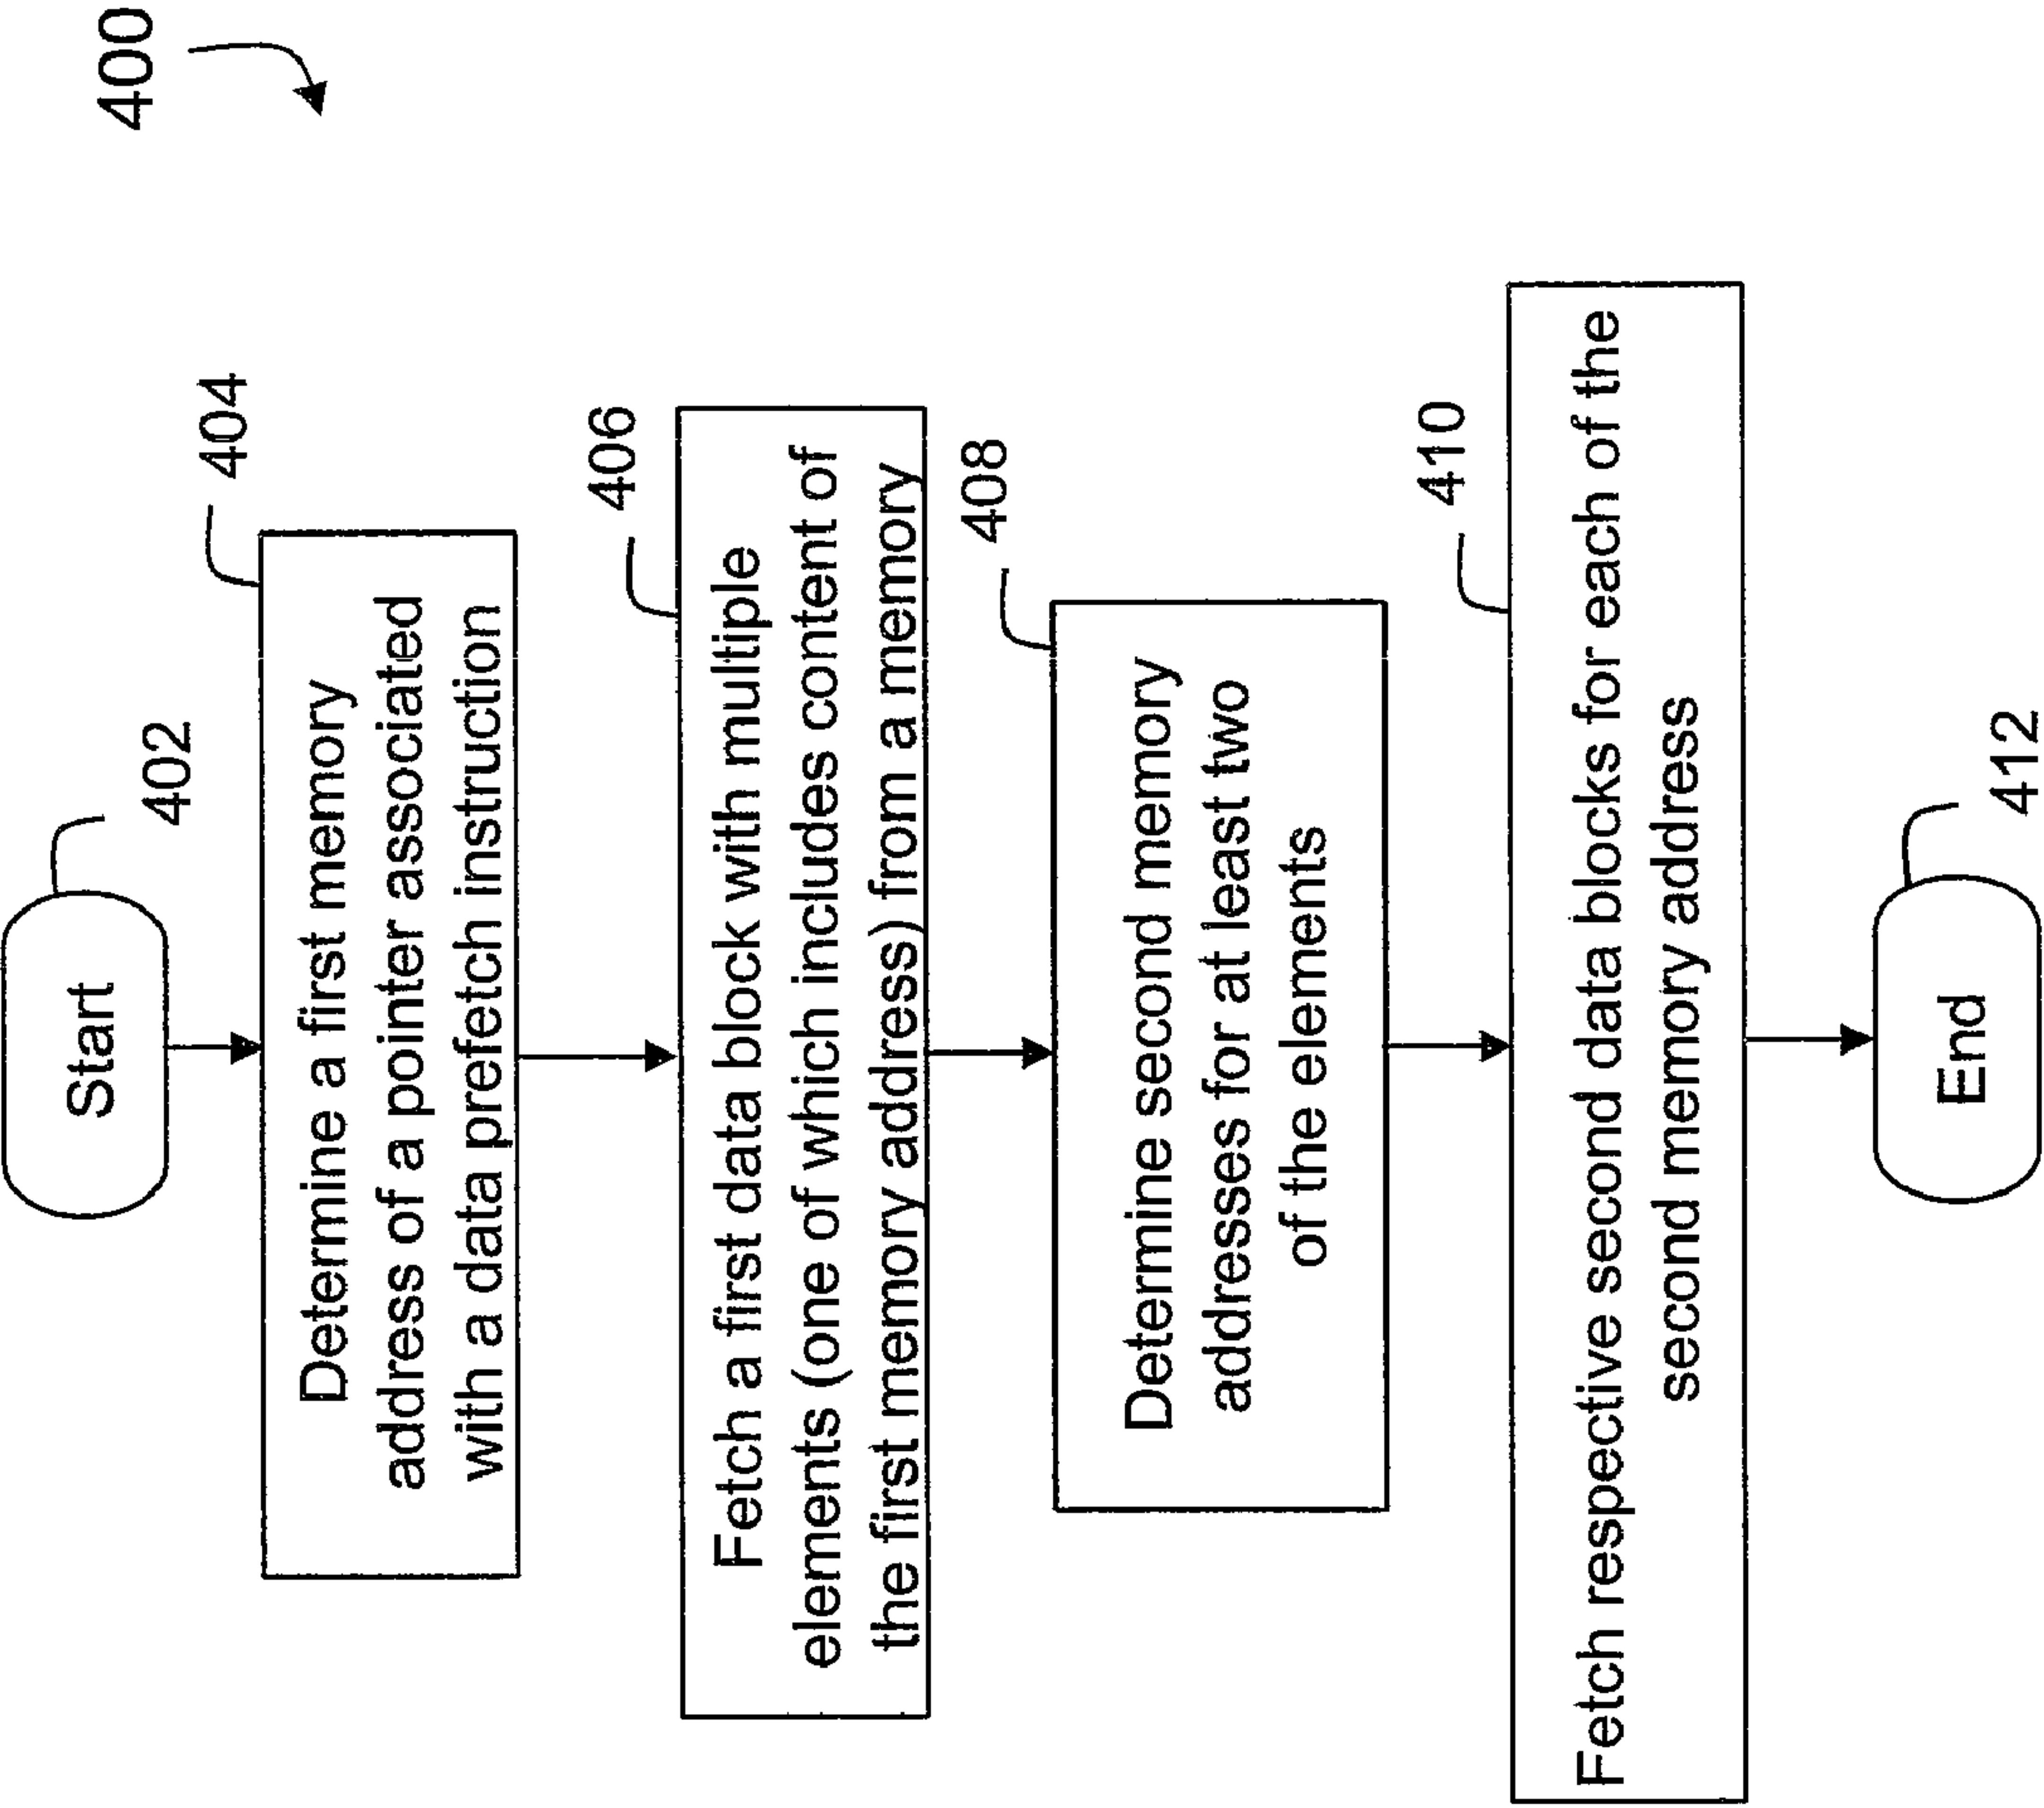 400
Start
402
404
Determine a first memory
address of a pointer associated
with a data prefetch instruction
406
Fetch a first data block with multiple
elements (one of which includes content of
the first memory address) from a memory
408
Determine second memory
addresses for at least two
of the elements
410
Fetch respective second data blocks for each of the
second memory address
End
412